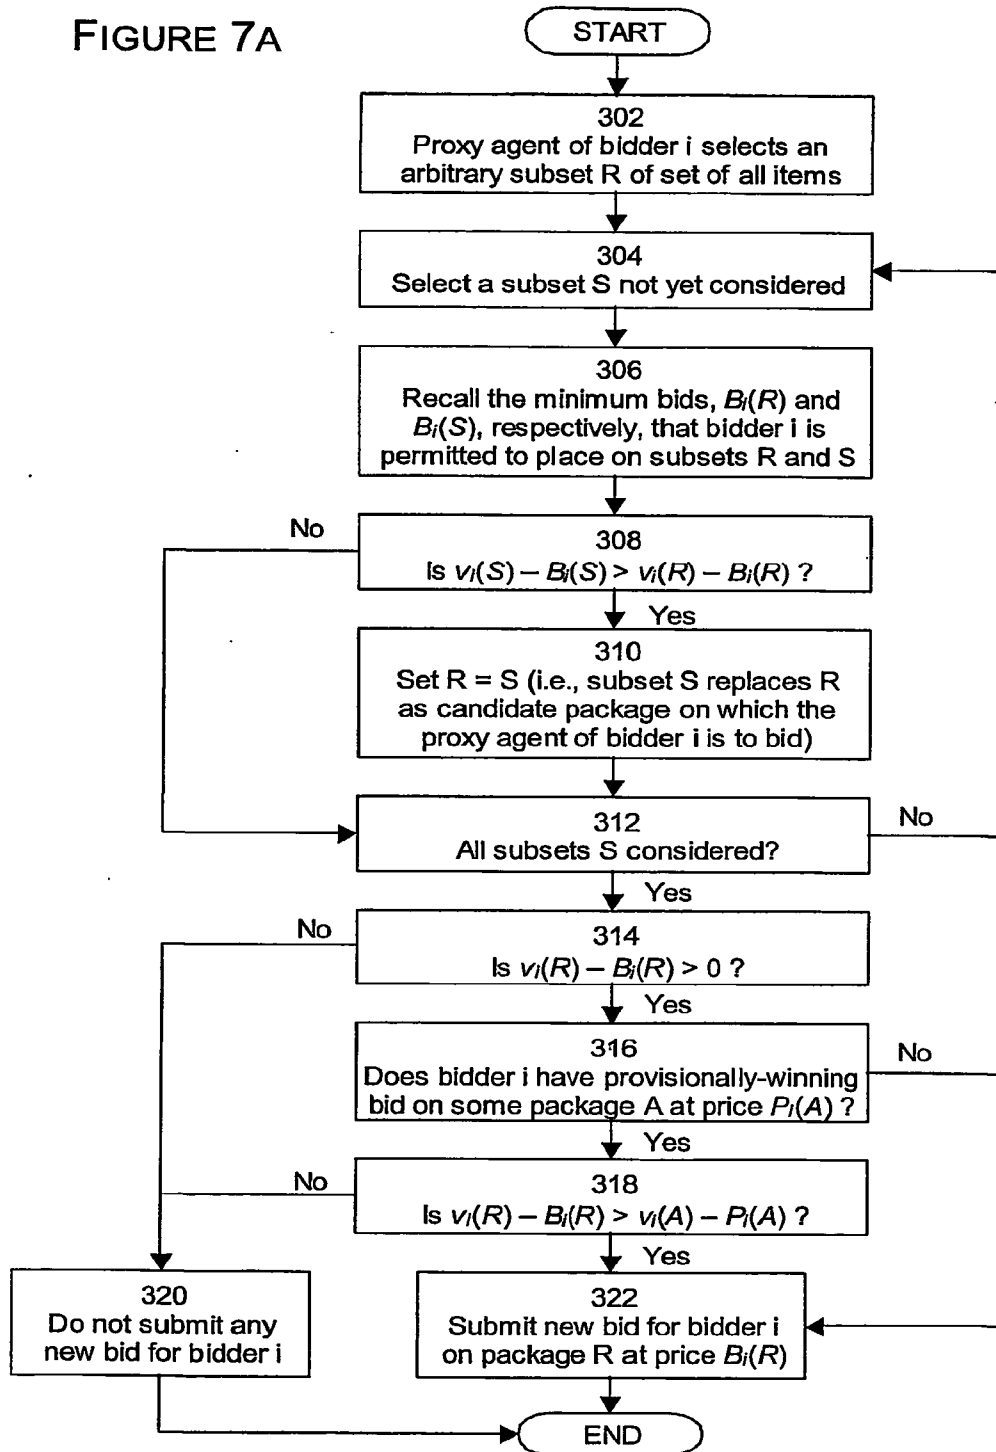 FIGURE 7A
START
302
Proxy agent of bidder i selects an
arbitrary subset R of set of all items
304
Select a subset S not yet considered
306
Recall the minimum bids, Bi(R) and
Bi(S), respectively, that bidder i is
permitted to place on subsets R and S
No
308
Is vi(S) – Bi(S) > vi(R) – Bi(R) ?
Yes
310
Set R = S (i.e., subset S replaces R
as candidate package on which the
proxy agent of bidder i is to bid)
312
All subsets S considered?
No
Yes
No
314
Is vi(R) – Bi(R) > 0 ?
Yes
316
Does bidder i have provisionally-winning
bid on some package A at price Pi(A) ?
No
Yes
No
318
Is vi(R) – Bi(R) > vi(A) – Pi(A) ?
Yes
320
Do not submit any
new bid for bidder i
322
Submit new bid for bidder i
on package R at price Bi(R)
END